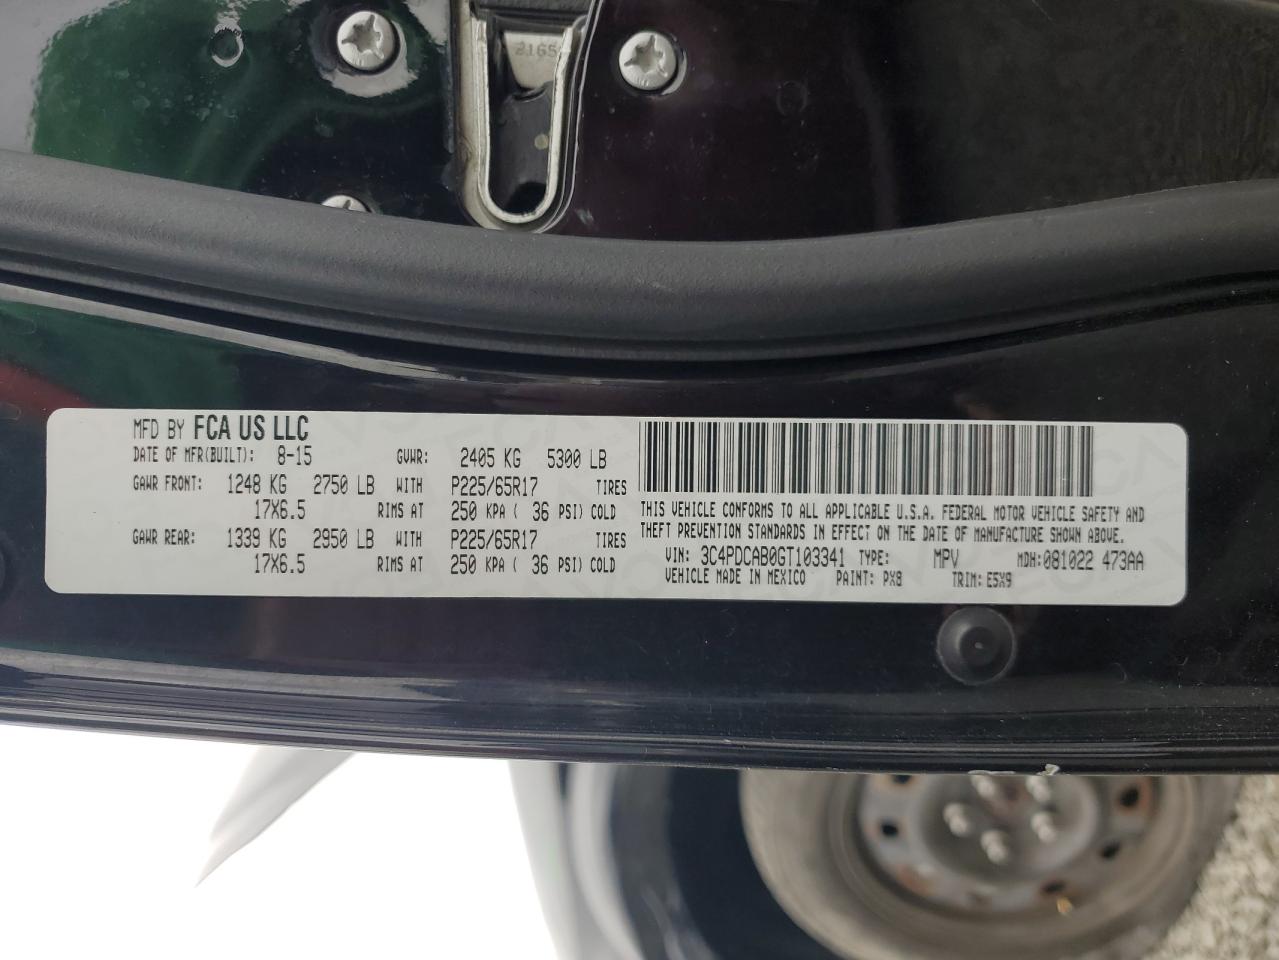 2165
MFD BY FCA US LLC
DATE OF MFR(BUILT): 8-15 GVWR: 2405 KG 5300 LB
GAWR FRONT: 1248 KG 2750 LB WITH P225/65R17 TIRES
17X6.5 RIMS AT 250 KPA ( 36 PSI) COLD
GAWR REAR: 1339 KG 2950 LB WITH P225/65R17 TIRES
17X6.5 RIMS AT 250 KPA ( 36 PSI) COLD
THIS VEHICLE CONFORMS TO ALL APPLICABLE U.S.A. FEDERAL MOTOR VEHICLE SAFETY AND
THEFT PREVENTION STANDARDS IN EFFECT ON THE DATE OF MANUFACTURE SHOWN ABOVE.
VIN: 3C4PDCAB0GT103341 TYPE: MPV MDH:081022 473AA
VEHICLE MADE IN MEXICO PAINT: PX8 TRIM: E5X9